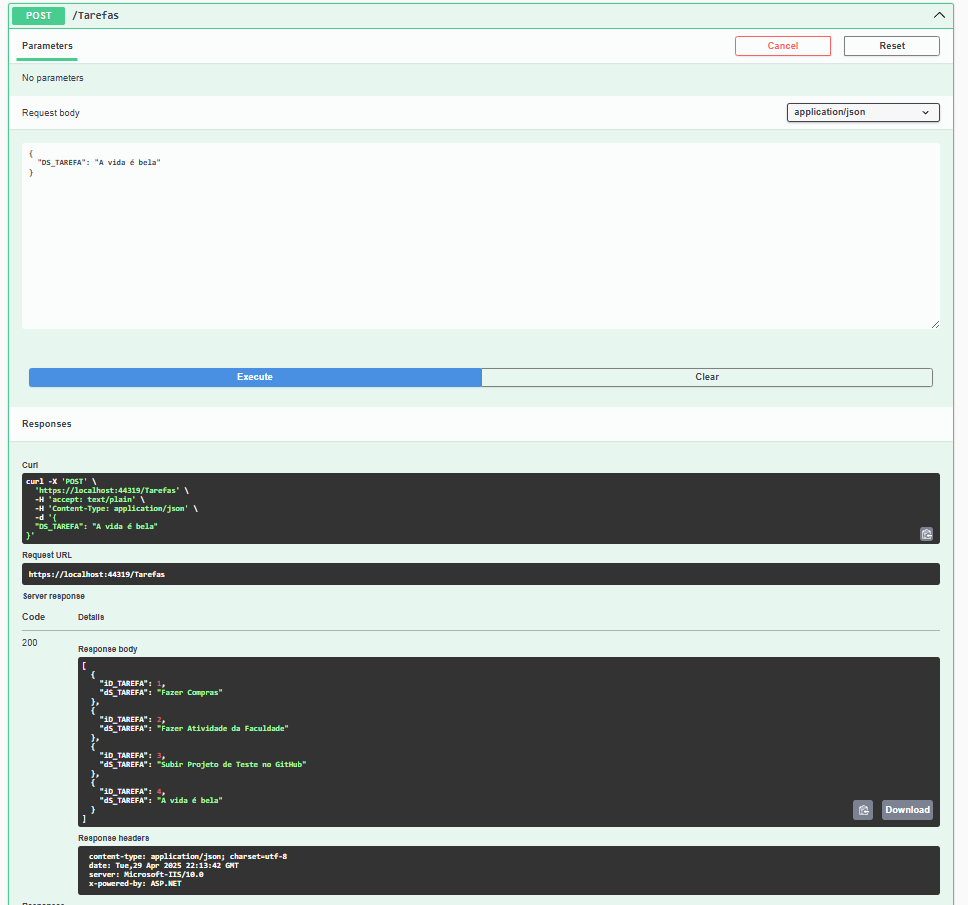 POST /Tarefas
Parameters
Cancel
Reset
No parameters
Request body
application/json
{
"DS_TAREFA": "A vida é bela"
}
Execute
Clear
Responses
Curl
curl -X 'POST' \
'https://localhost:44319/Tarefas' \
-H 'accept: text/plain' \
-H 'Content-Type: application/json' \
-d '{
"DS_TAREFA": "A vida é bela"
}'
Request URL
https://localhost:44319/Tarefas
Server response
Code Details
200
Response body
[
{
"iD_TAREFA": 1,
"dS_TAREFA": "Fazer Compras"
},
{
"iD_TAREFA": 2,
"dS_TAREFA": "Fazer Atividade da Faculdade"
},
{
"iD_TAREFA": 3,
"dS_TAREFA": "Subir Projeto de Teste no GitHub"
},
{
"iD_TAREFA": 4,
"dS_TAREFA": "A vida é bela"
}
]
Download
Response headers
content-type: application/json; charset=utf-8
date: Tue,29 Apr 2025 22:13:42 GMT
server: Microsoft-IIS/10.0
x-powered-by: ASP.NET
Responses